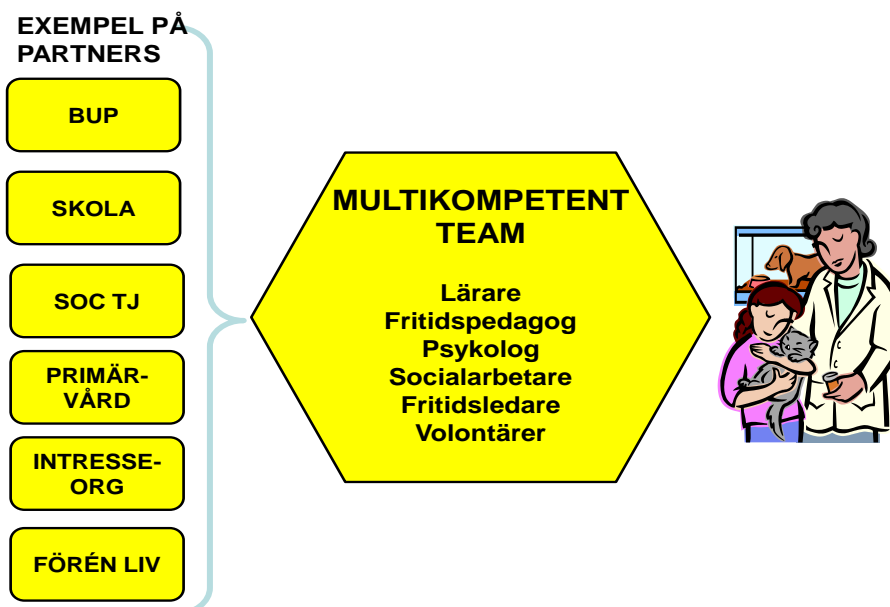 EXEMPEL PÅ
PARTNERS
BUP
SKOLA
SOC TJ
PRIMÄR-
VÅRD
INTRESSE-
ORG
FÖRÉN LIV
MULTIKOMPETENT
TEAM
Lärare
Fritidspedagog
Psykolog
Socialarbetare
Fritidsledare
Volontärer